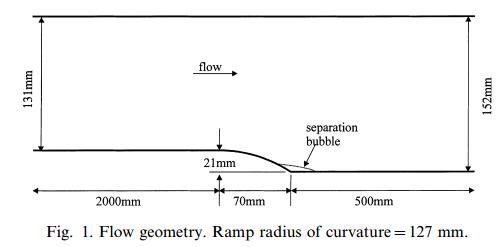 flow
131mm
152mm
separation
bubble
21mm
2000mm
70mm
500mm
Fig. 1. Flow geometry. Ramp radius of curvature = 127 mm.